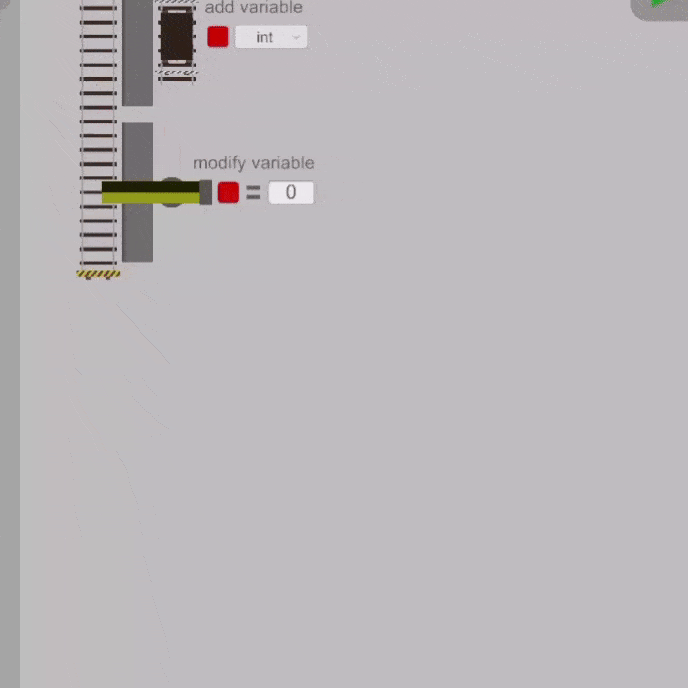 add variable
int
modify variable
= 0